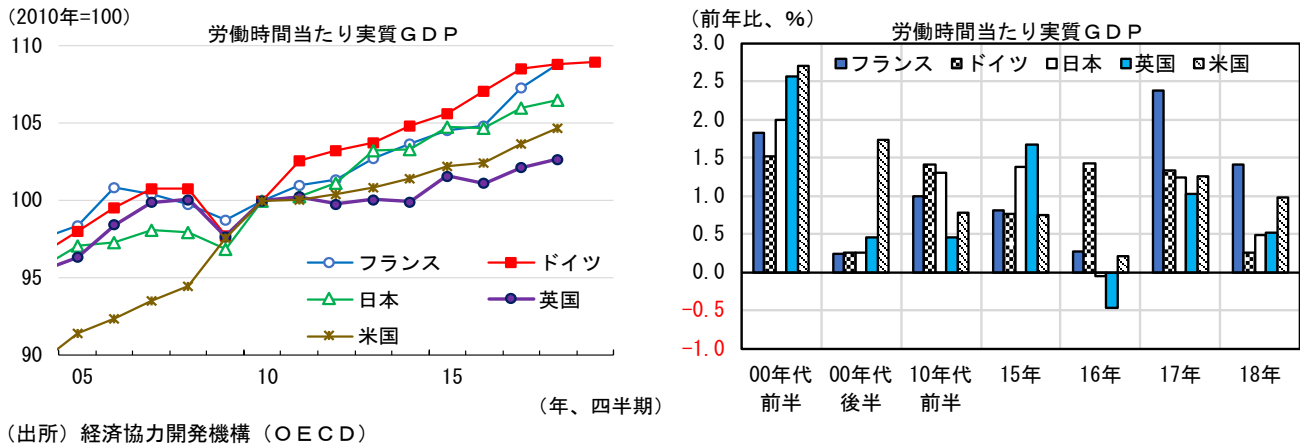 （2010年=100）
労働時間当たり実質ＧＤＰ
110
105
100
95
90
フランス
ドイツ
日本
英国
米国
05
10
15
（年、四半期）
（前年比、%）
労働時間当たり実質ＧＤＰ
3.0
2.5
2.0
1.5
1.0
0.5
0.0
−0.5
−1.0
フランス ドイツ 日本 英国 米国
00年代 00年代 10年代 15年 16年 17年 18年
前半 後半 前半
（出所）経済協力開発機構（ＯＥＣＤ）